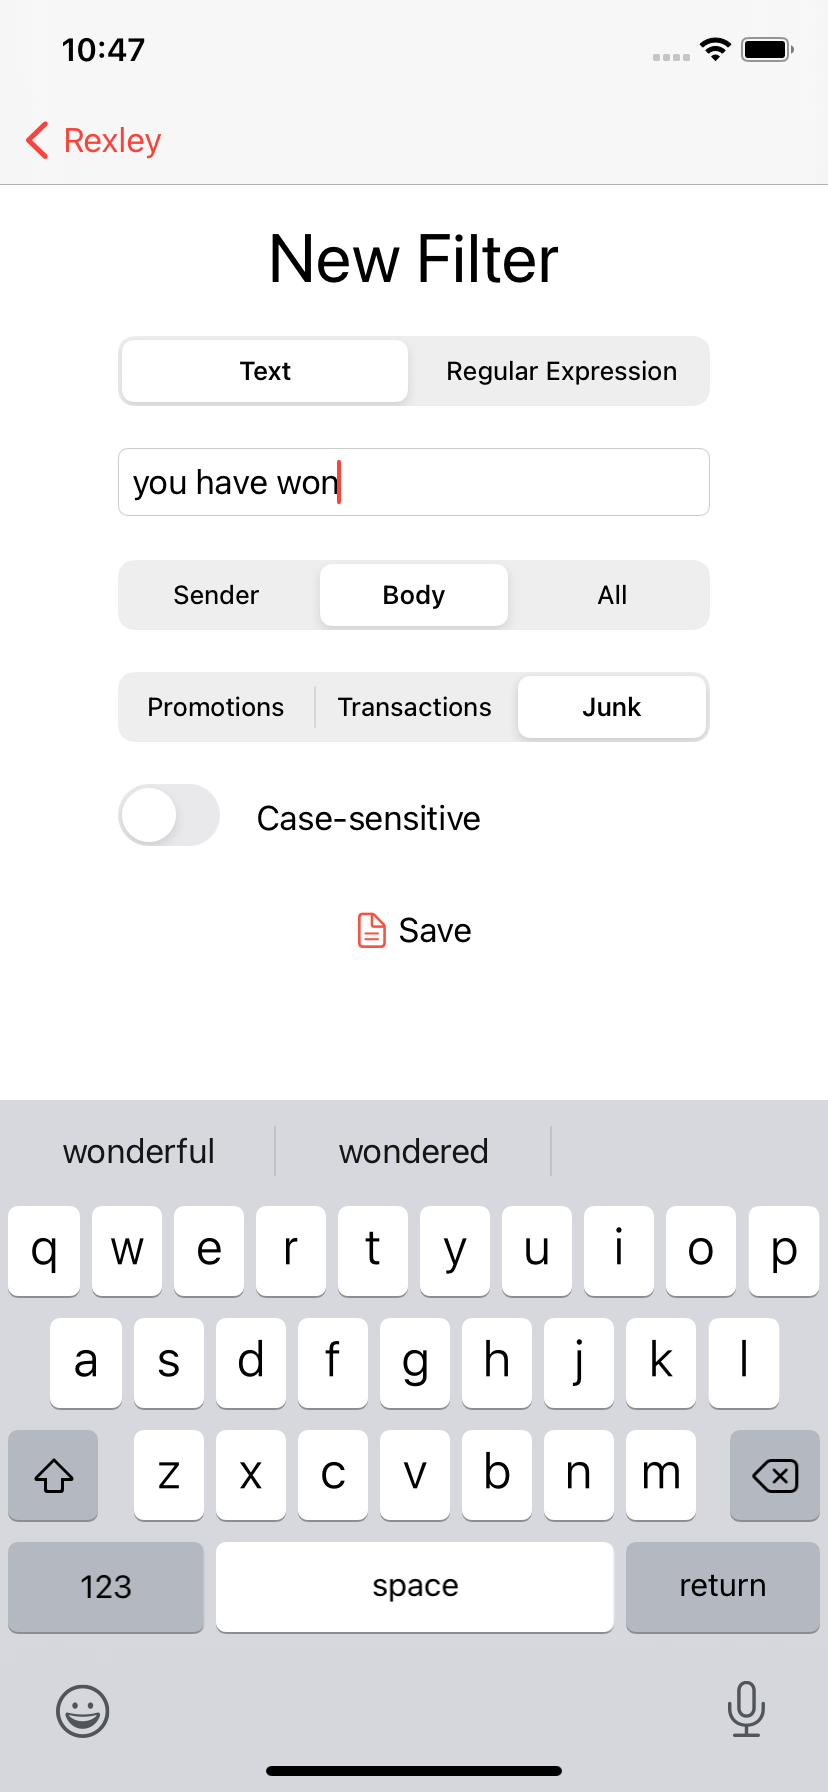 10:47
Rexley
New Filter
Text Regular Expression
you have won
Sender Body All
Promotions Transactions Junk
Case-sensitive
Save
wonderful wondered
q w e r t y u i o p
a s d f g h j k l
z x c v b n m
123 space return